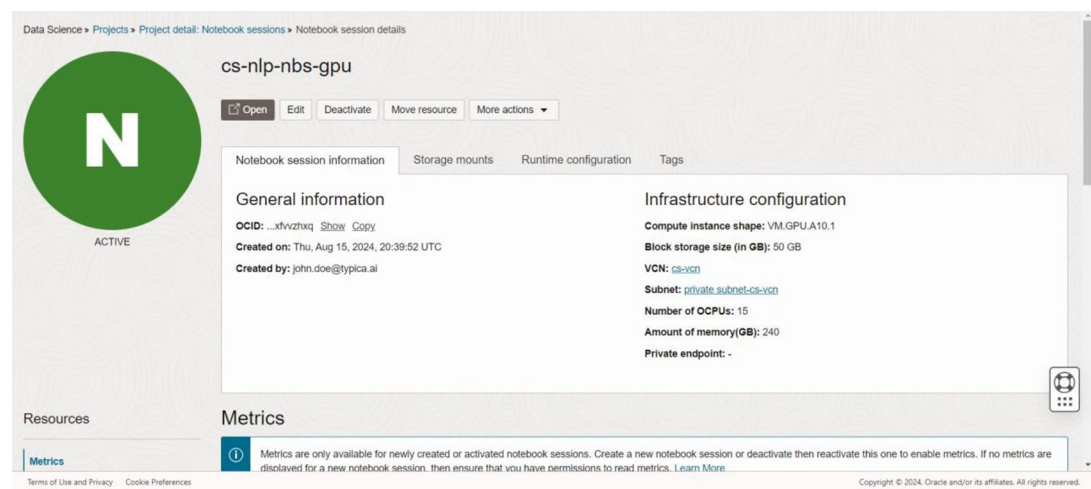 Data Science » Projects » Project detail: Notebook sessions » Notebook session details
N
ACTIVE
cs-nlp-nbs-gpu
Open Edit Deactivate Move resource More actions
Notebook session information Storage mounts Runtime configuration Tags
General information
OCID: ...xfvvzhxq Show Copy
Created on: Thu, Aug 15, 2024, 20:39:52 UTC
Created by: john.doe@typica.ai
Infrastructure configuration
Compute instance shape: VM.GPU.A10.1
Block storage size (in GB): 50 GB
VCN: cs-vcn
Subnet: private subnet-cs-vcn
Number of OCPUs: 15
Amount of memory(GB): 240
Private endpoint: -
Resources
Metrics
Metrics
Metrics are only available for newly created or activated notebook sessions. Create a new notebook session or deactivate then reactivate this one to enable metrics. If no metrics are
displayed for a new notebook session, then ensure that you have permissions to read metrics. Learn More
Terms of Use and Privacy Cookie Preferences
Copyright © 2024, Oracle and/or its affiliates. All rights reserved.